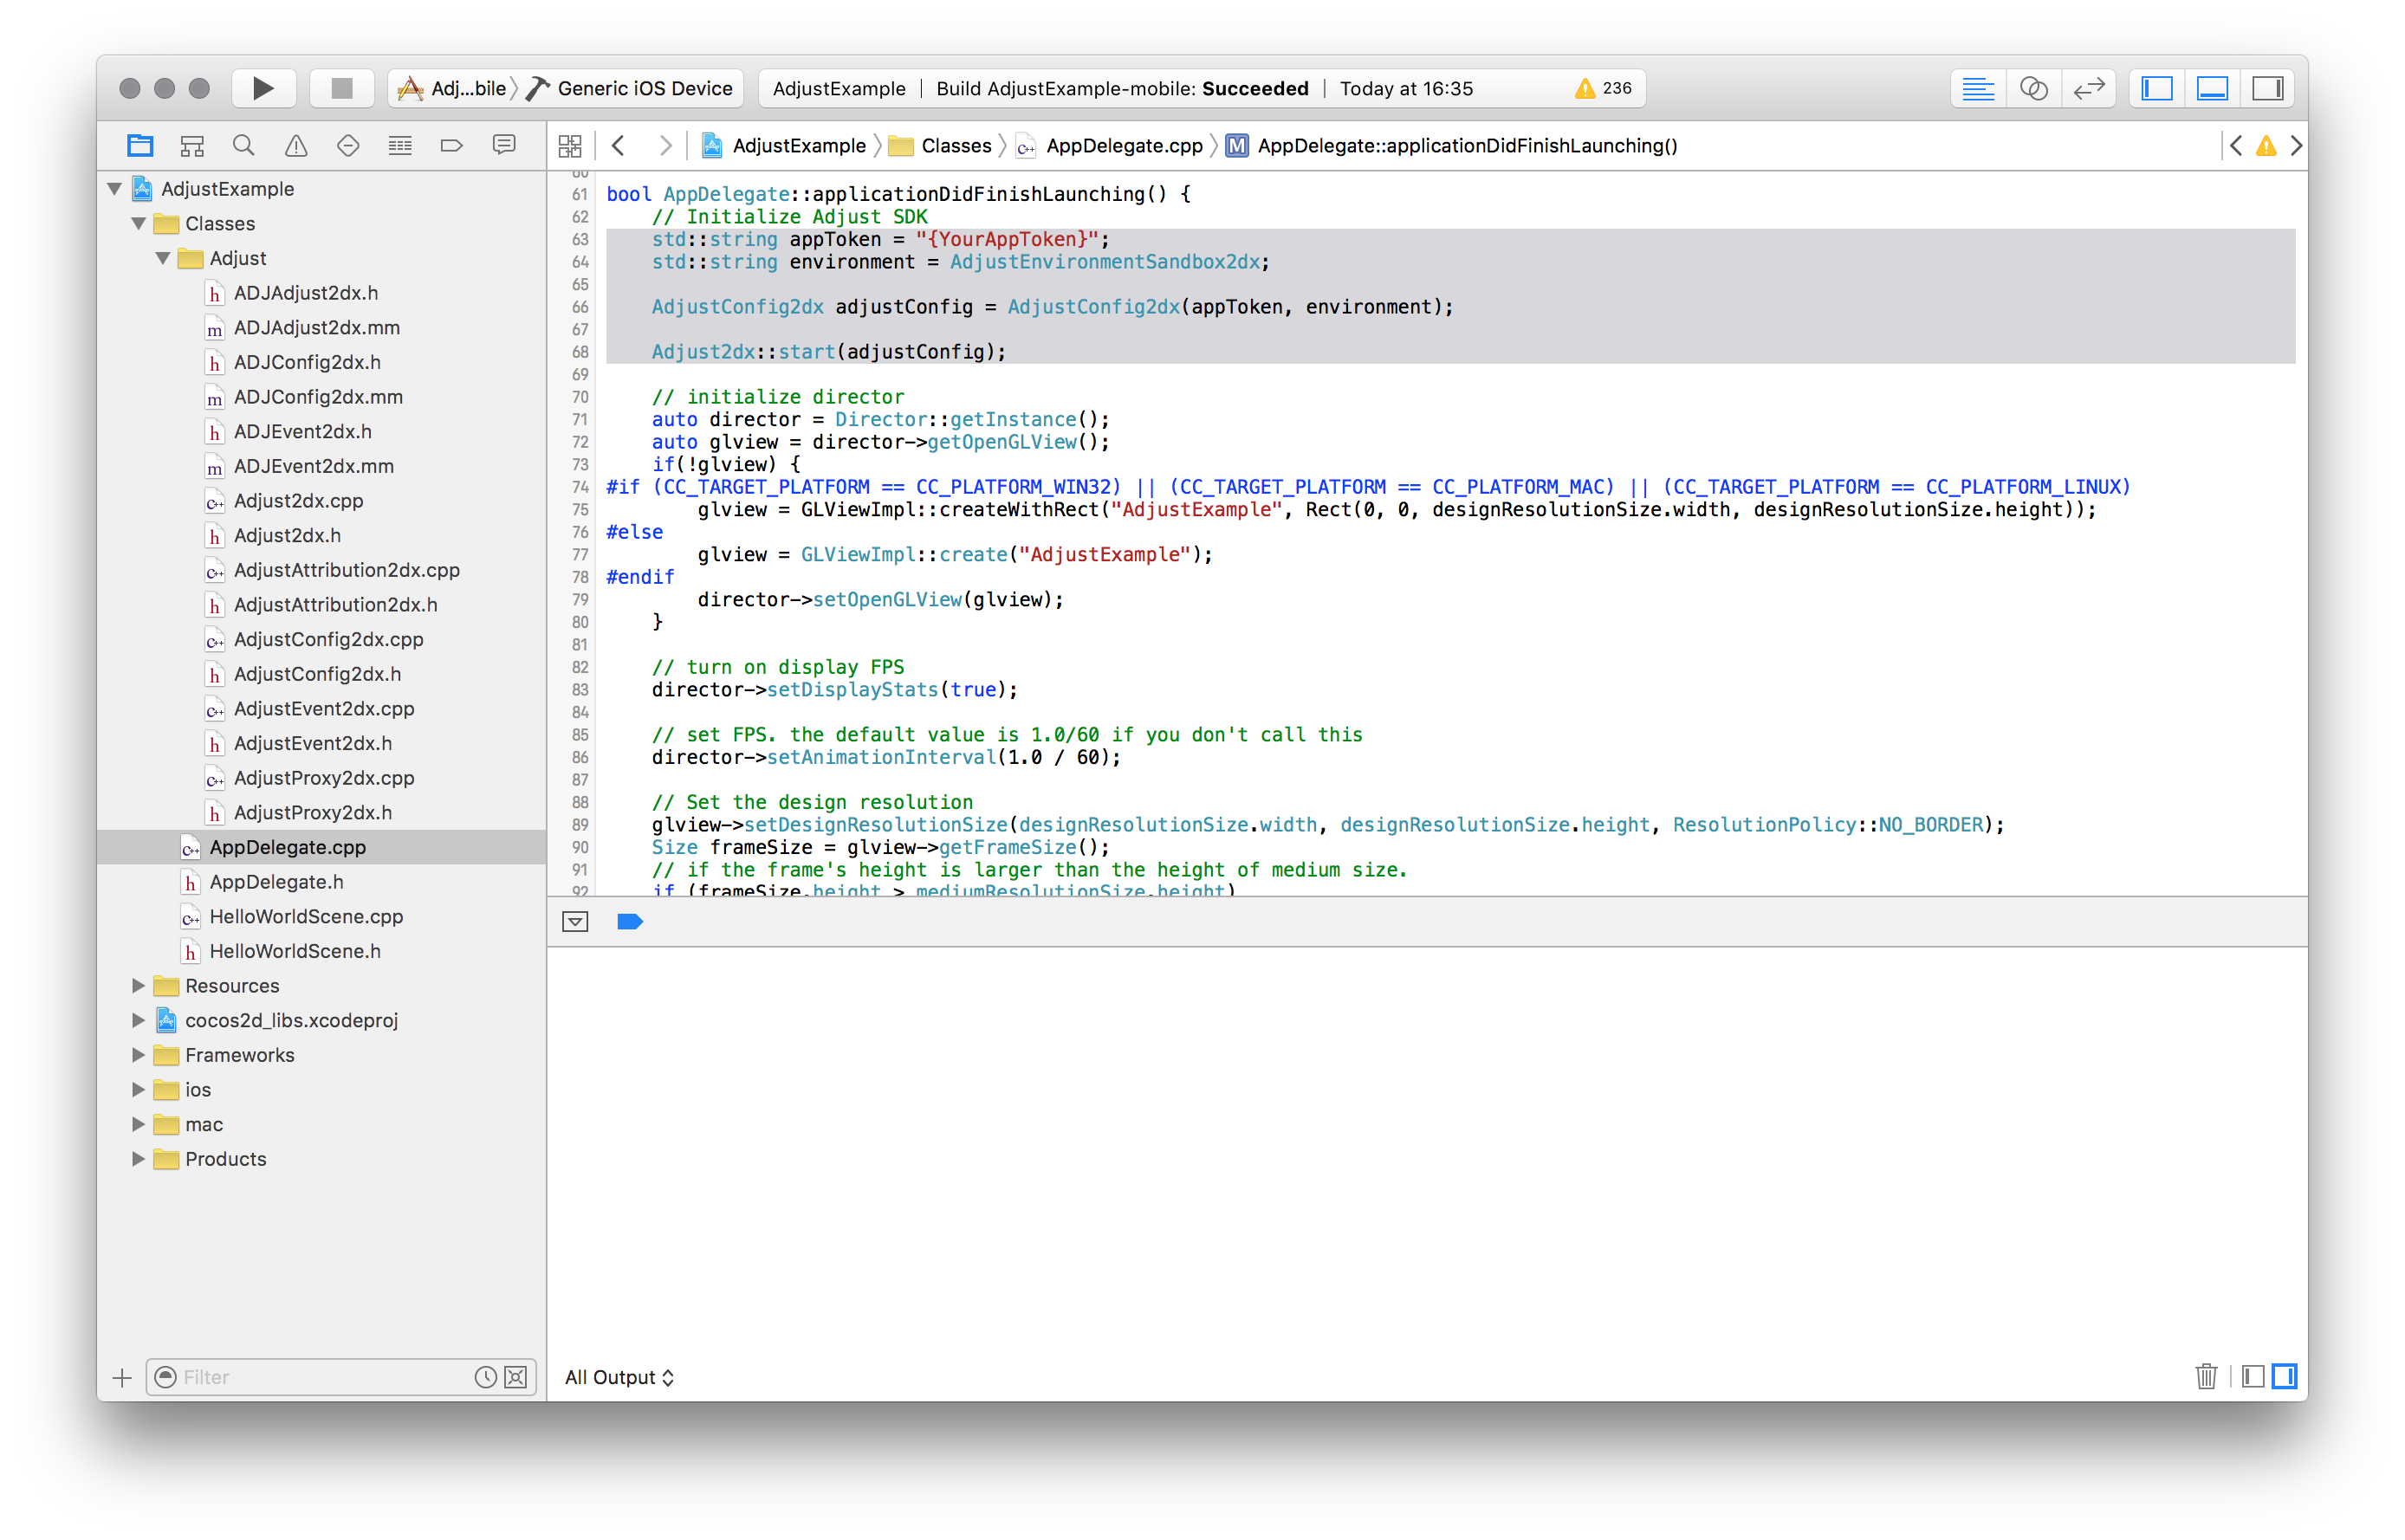 Adj...bile Generic iOS Device
AdjustExample | Build AdjustExample-mobile: Succeeded | Today at 16:35 236
AdjustExample Classes AppDelegate.cpp M AppDelegate::applicationDidFinishLaunching()
AdjustExample
Classes
Adjust
h ADJAdjust2dx.h
m ADJAdjust2dx.mm
h ADJConfig2dx.h
m ADJConfig2dx.mm
h ADJEvent2dx.h
m ADJEvent2dx.mm
C++ Adjust2dx.cpp
h Adjust2dx.h
C++ AdjustAttribution2dx.cpp
h AdjustAttribution2dx.h
C++ AdjustConfig2dx.cpp
h AdjustConfig2dx.h
C++ AdjustEvent2dx.cpp
h AdjustEvent2dx.h
C++ AdjustProxy2dx.cpp
h AdjustProxy2dx.h
C++ AppDelegate.cpp
h AppDelegate.h
C++ HelloWorldScene.cpp
h HelloWorldScene.h
Resources
cocos2d_libs.xcodeproj
Frameworks
ios
mac
Products
Filter
60
61 bool AppDelegate::applicationDidFinishLaunching() {
62 // Initialize Adjust SDK
63 std::string appToken = "{YourAppToken}";
64 std::string environment = AdjustEnvironmentSandbox2dx;
65
66 AdjustConfig2dx adjustConfig = AdjustConfig2dx(appToken, environment);
67
68 Adjust2dx::start(adjustConfig);
69
70 // initialize director
71 auto director = Director::getInstance();
72 auto glview = director->getOpenGLView();
73 if(!glview) {
74 #if (CC_TARGET_PLATFORM == CC_PLATFORM_WIN32) || (CC_TARGET_PLATFORM == CC_PLATFORM_MAC) || (CC_TARGET_PLATFORM == CC_PLATFORM_LINUX)
75 glview = GLViewImpl::createWithRect("AdjustExample", Rect(0, 0, designResolutionSize.width, designResolutionSize.height));
76 #else
77 glview = GLViewImpl::create("AdjustExample");
78 #endif
79 director->setOpenGLView(glview);
80 }
81
82 // turn on display FPS
83 director->setDisplayStats(true);
84
85 // set FPS. the default value is 1.0/60 if you don't call this
86 director->setAnimationInterval(1.0 / 60);
87
88 // Set the design resolution
89 glview->setDesignResolutionSize(designResolutionSize.width, designResolutionSize.height, ResolutionPolicy::NO_BORDER);
90 Size frameSize = glview->getFrameSize();
91 // if the frame's height is larger than the height of medium size.
92 if (frameSize.height > mediumResolutionSize.height)
All Output